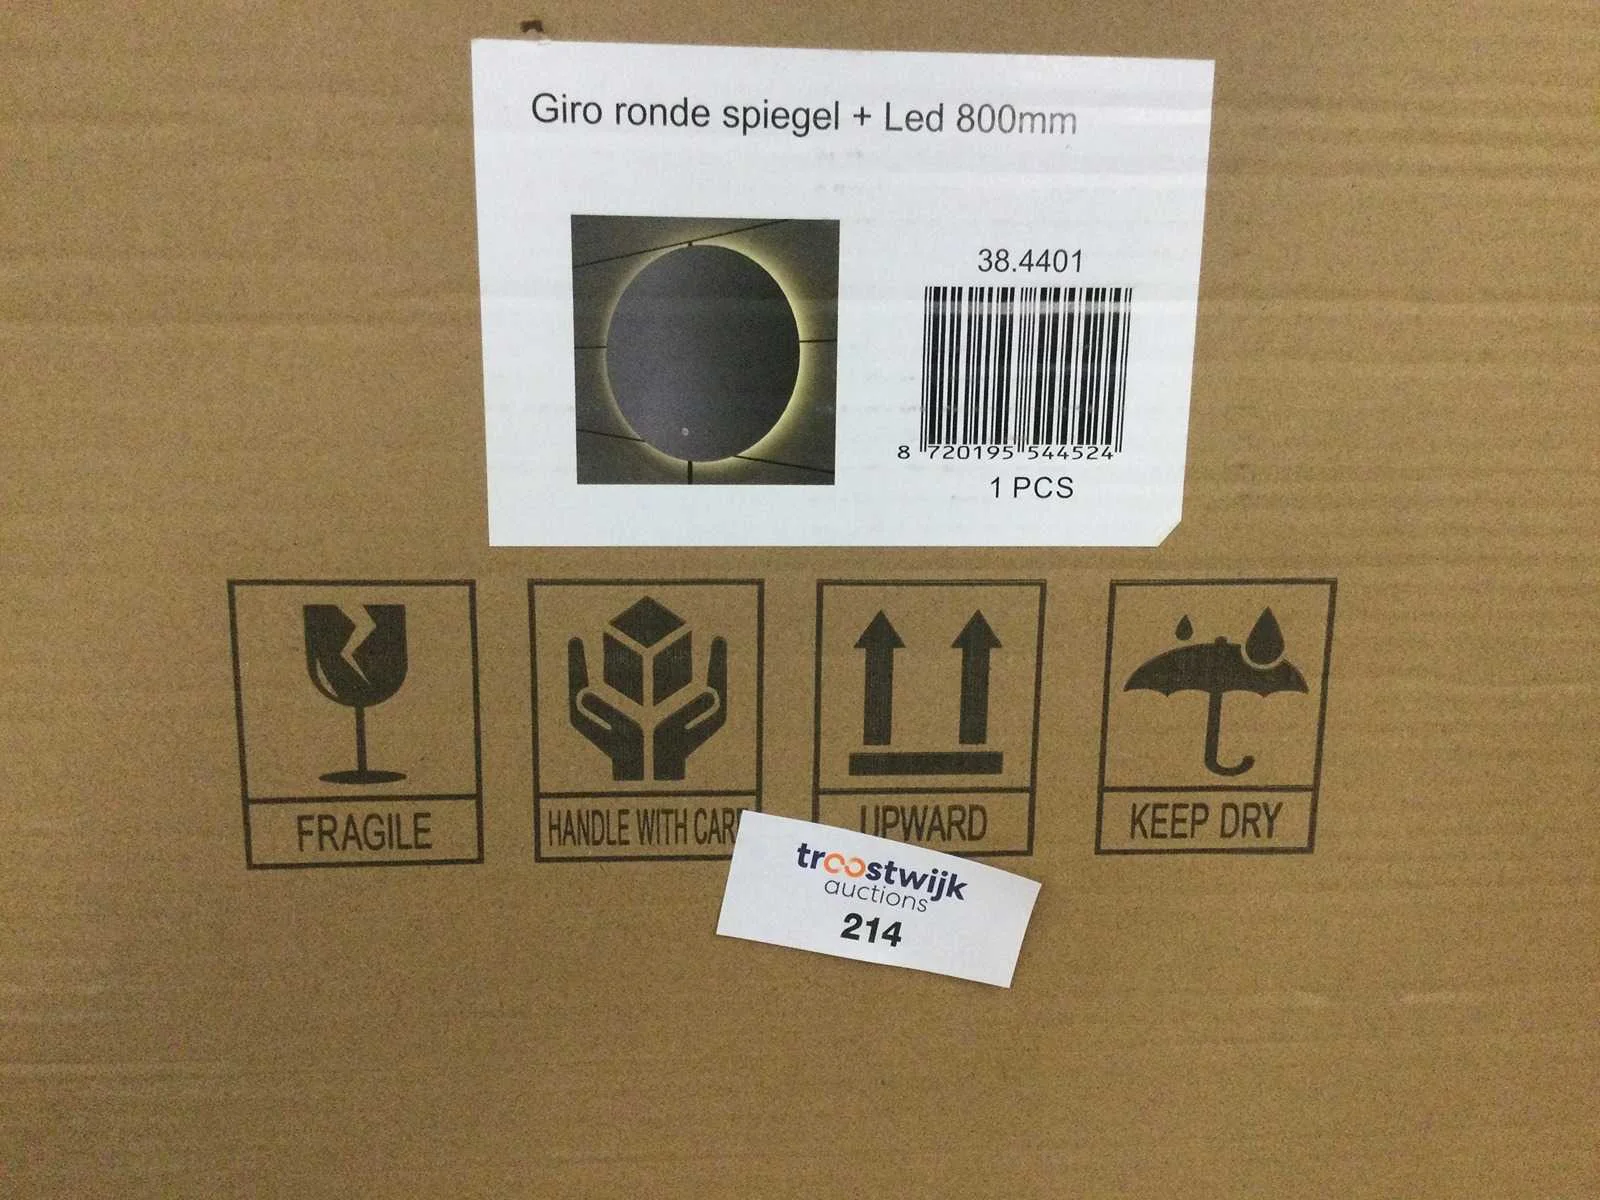 Giro ronde spiegel + Led 800mm
38.4401
8 720195 544524
1 PCS
FRAGILE
HANDLE WITH CAR
UPWARD
KEEP DRY
troostwijk
auctions
214